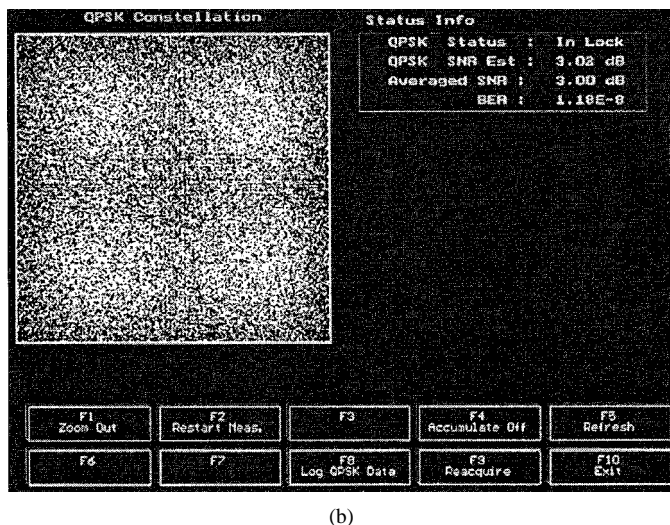 QPSK Constellation
Status Info
QPSK Status : In Lock
QPSK SNR Est : 3.02 dB
Averaged SNR : 3.00 dB
BER : 1.18E-8
F1
Zoom Out
F2
Restart Meas.
F3
F4
Accumulate Off
F5
Refresh
F6
F7
F8
Log QPSK Data
F9
Reacquire
F10
Exit
(b)